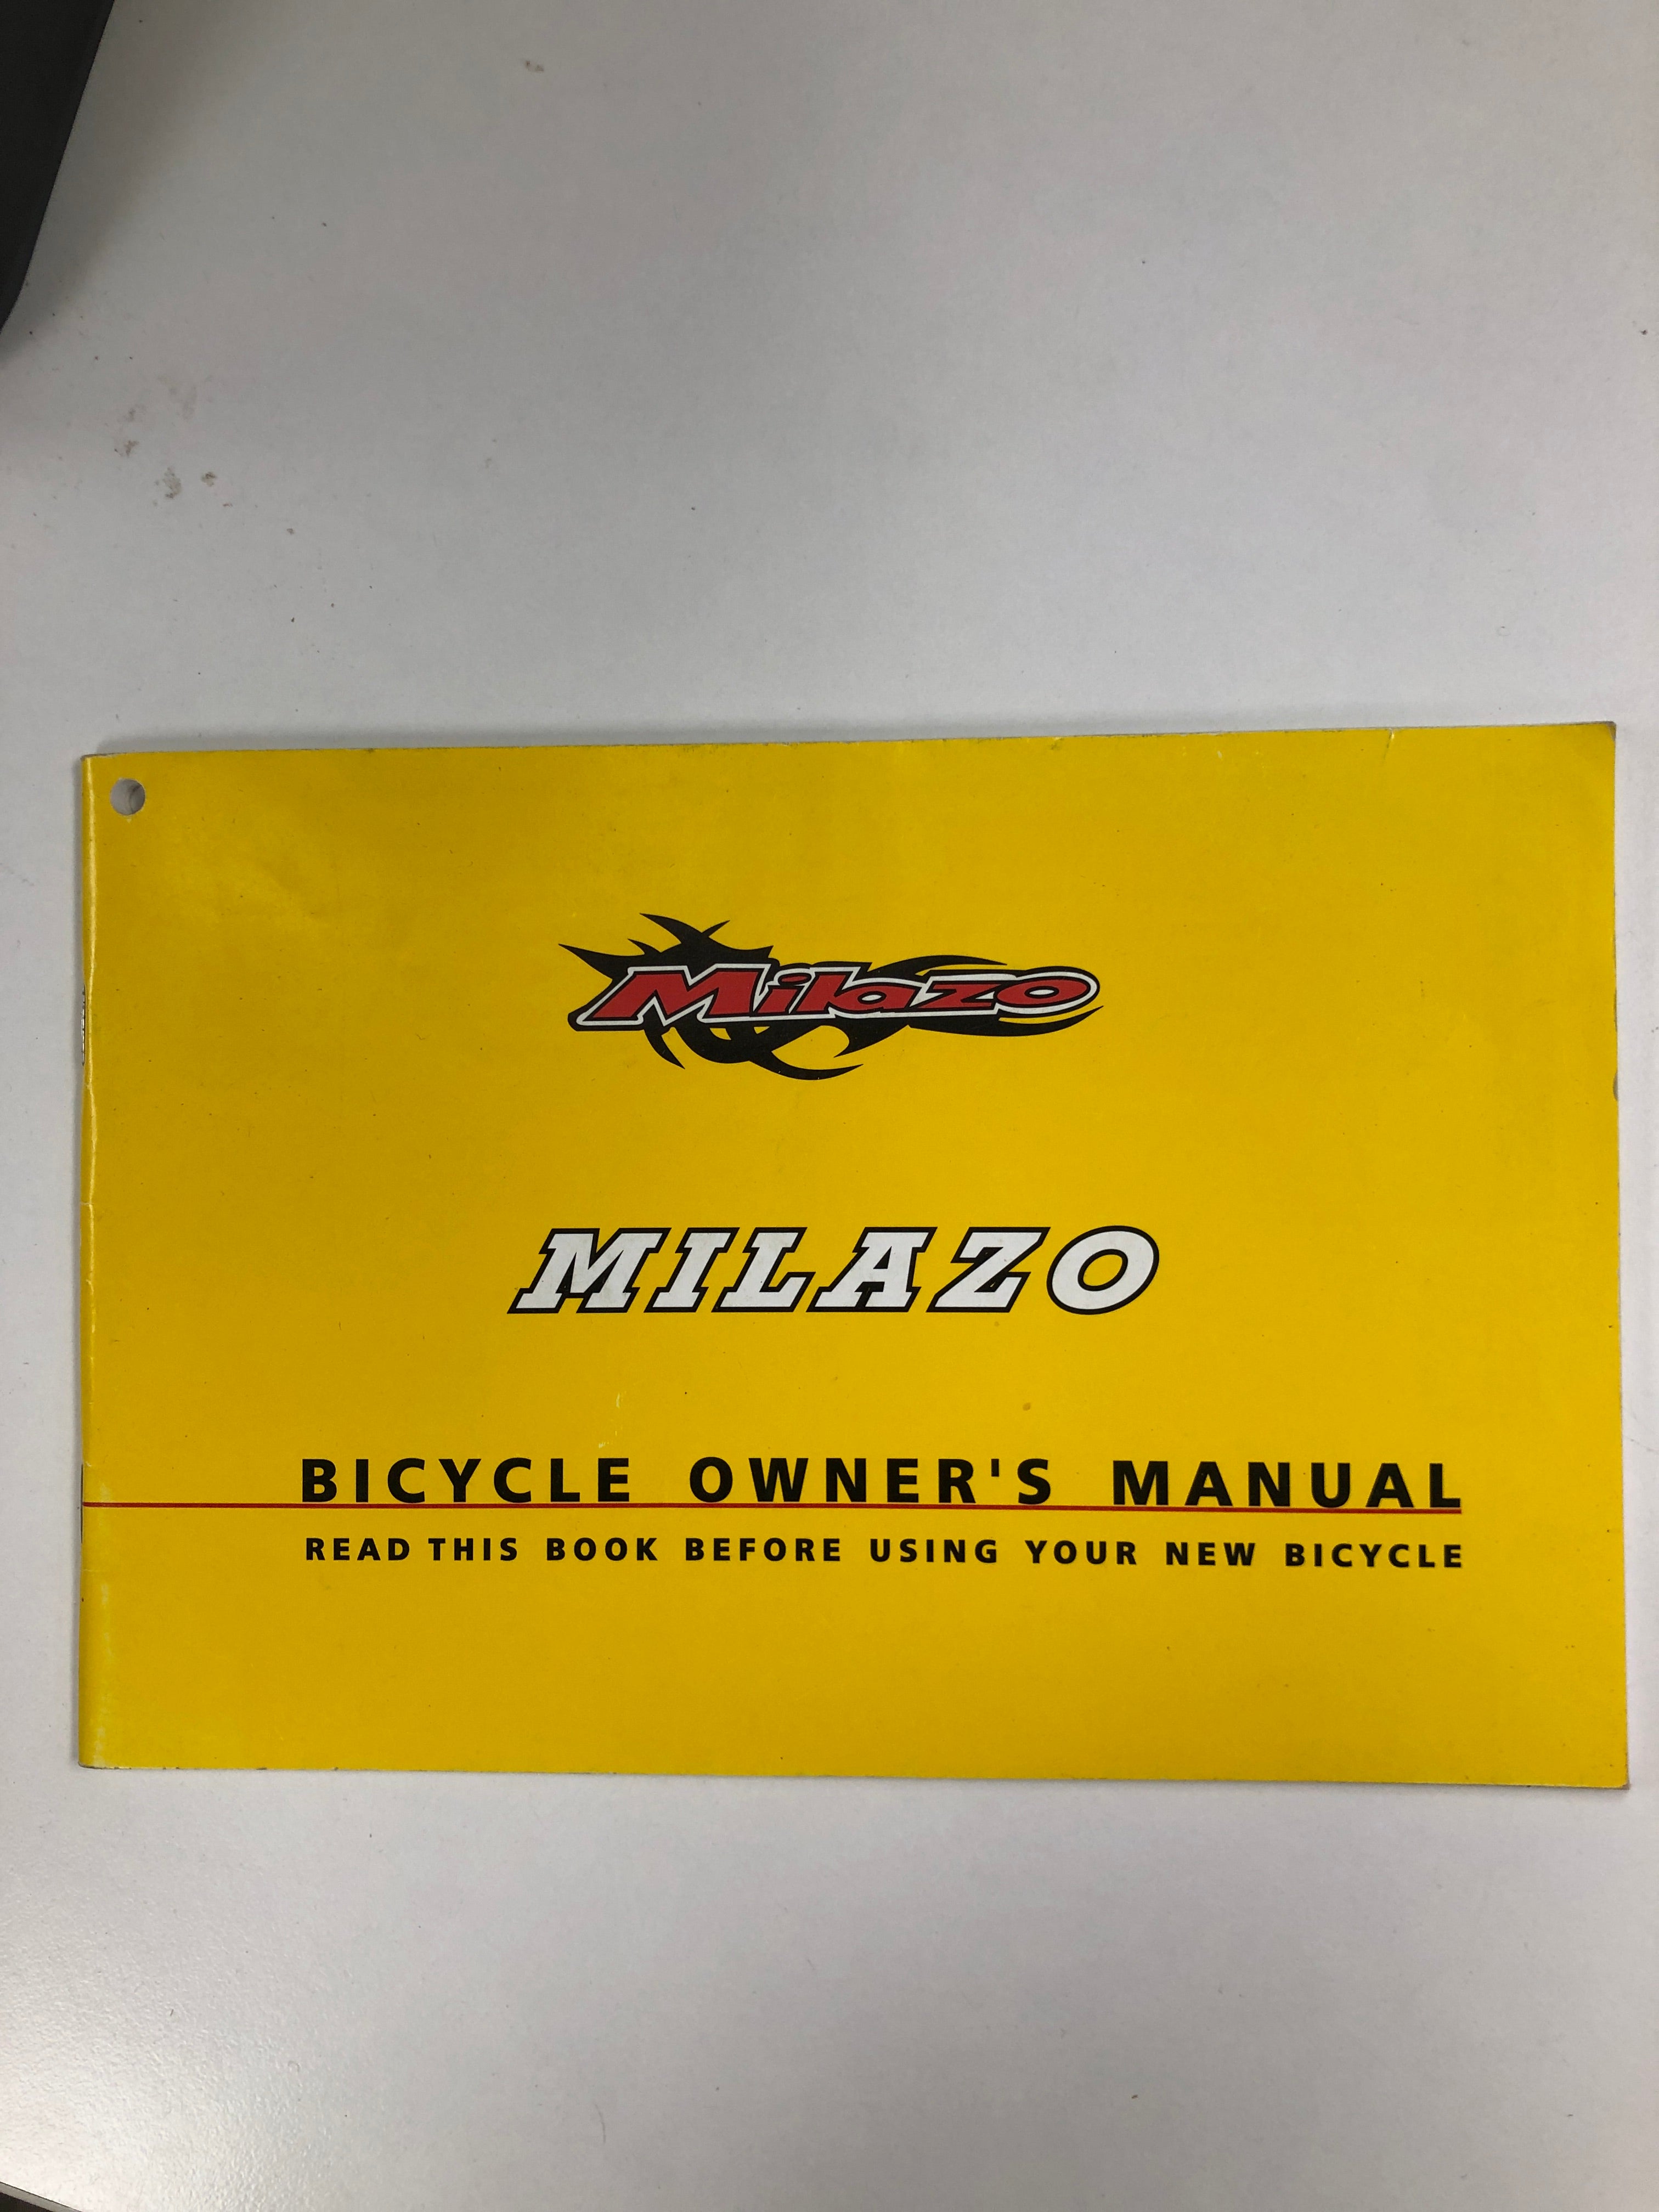 Milazo
MILAZO
BICYCLE OWNER'S MANUAL
READ THIS BOOK BEFORE USING YOUR NEW BICYCLE